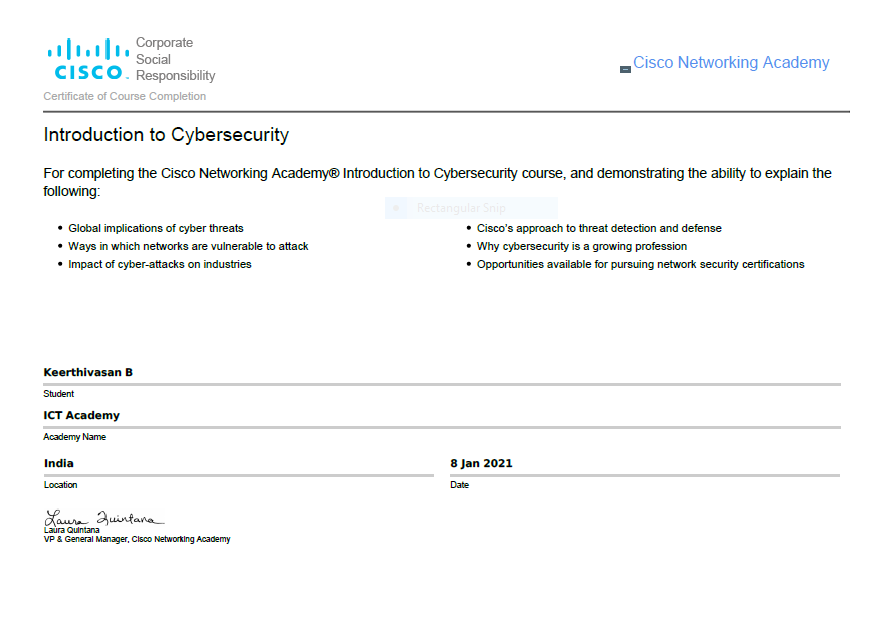 Corporate
Social
Responsibility
CISCO
Cisco Networking Academy
Certificate of Course Completion
Introduction to Cybersecurity
For completing the Cisco Networking Academy® Introduction to Cybersecurity course, and demonstrating the ability to explain the
following:
Rectangular Snip
• Global implications of cyber threats
• Ways in which networks are vulnerable to attack
• Impact of cyber-attacks on industries
• Cisco's approach to threat detection and defense
• Why cybersecurity is a growing profession
• Opportunities available for pursuing network security certifications
Keerthivasan B
Student
ICT Academy
Academy Name
India
Location
8 Jan 2021
Date
Laura Quintana
Laura Quintana
VP & General Manager, Cisco Networking Academy